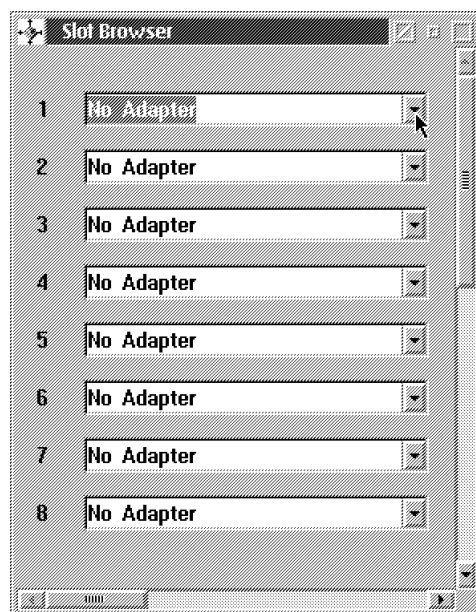 Slot Browser
1 No Adapter
2 No Adapter
3 No Adapter
4 No Adapter
5 No Adapter
6 No Adapter
7 No Adapter
8 No Adapter